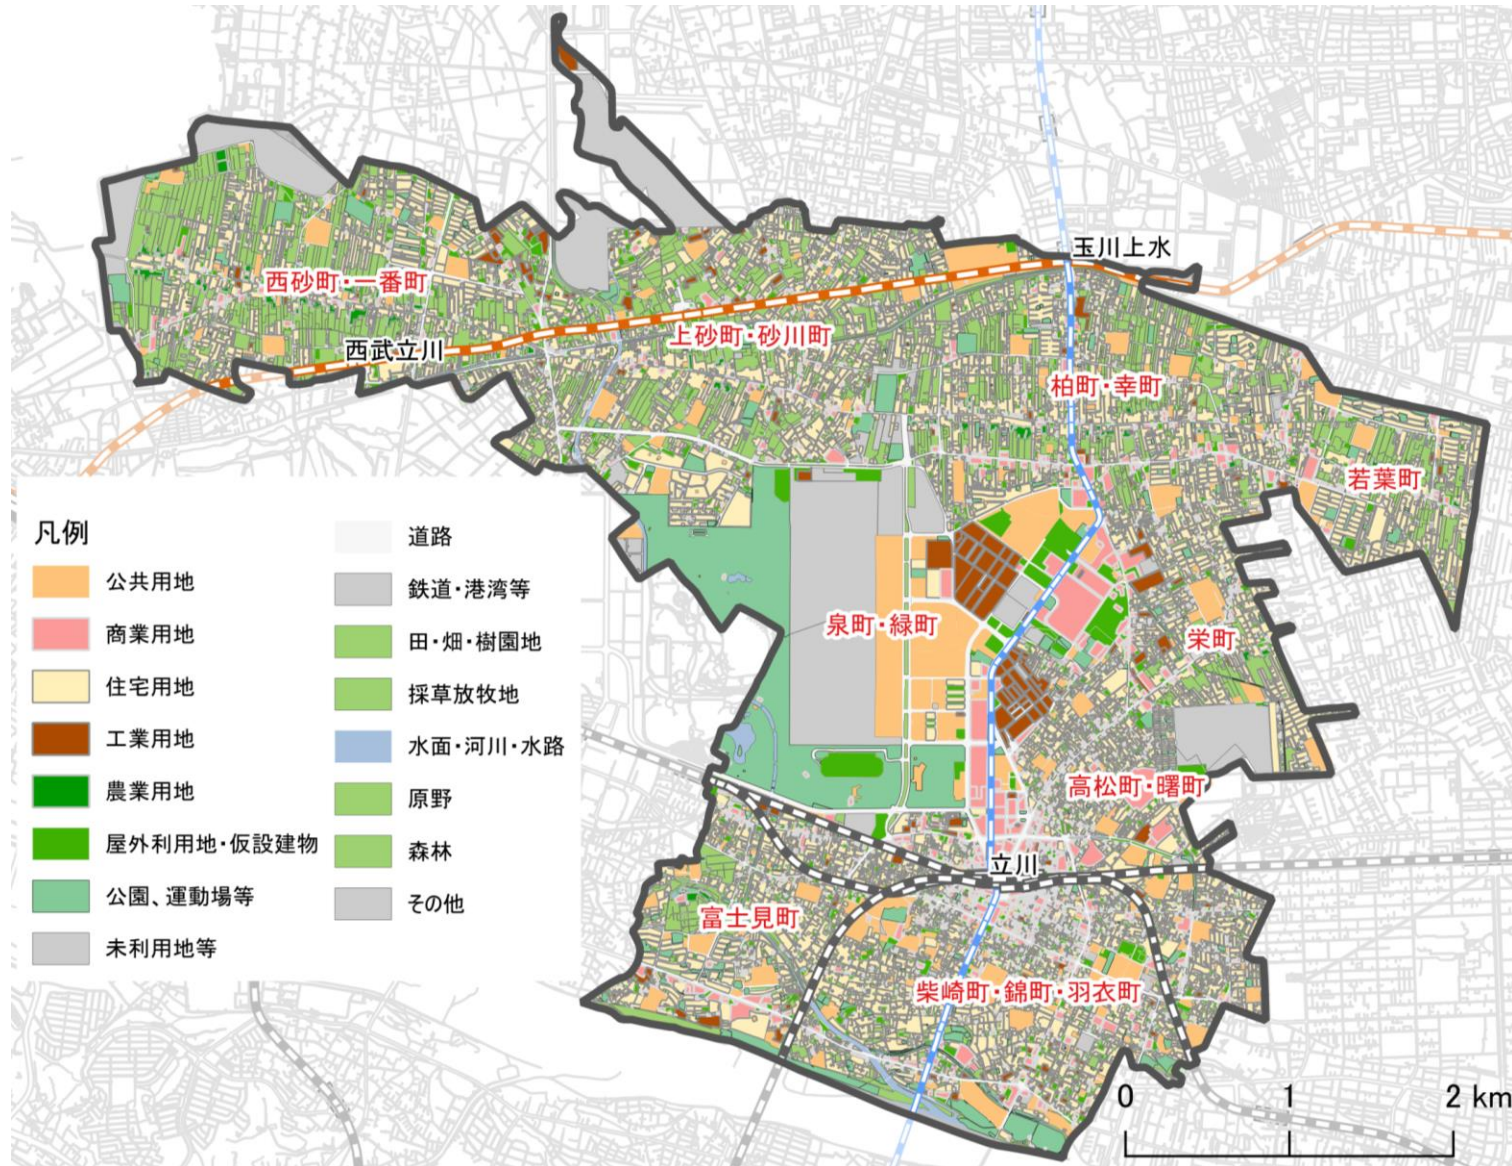 玉川上水
西砂町・一番町
上砂町・砂川町
西武立川
柏町・幸町
若葉町
泉町・緑町
栄町
高松町・曙町
立川
富士見町
柴崎町・錦町・羽衣町
凡例
公共用地
商業用地
住宅用地
工業用地
農業用地
屋外利用地・仮設建物
公園、運動場等
未利用地等
道路
鉄道・港湾等
田・畑・樹園地
採草放牧地
水面・河川・水路
原野
森林
その他
0 1 2 km